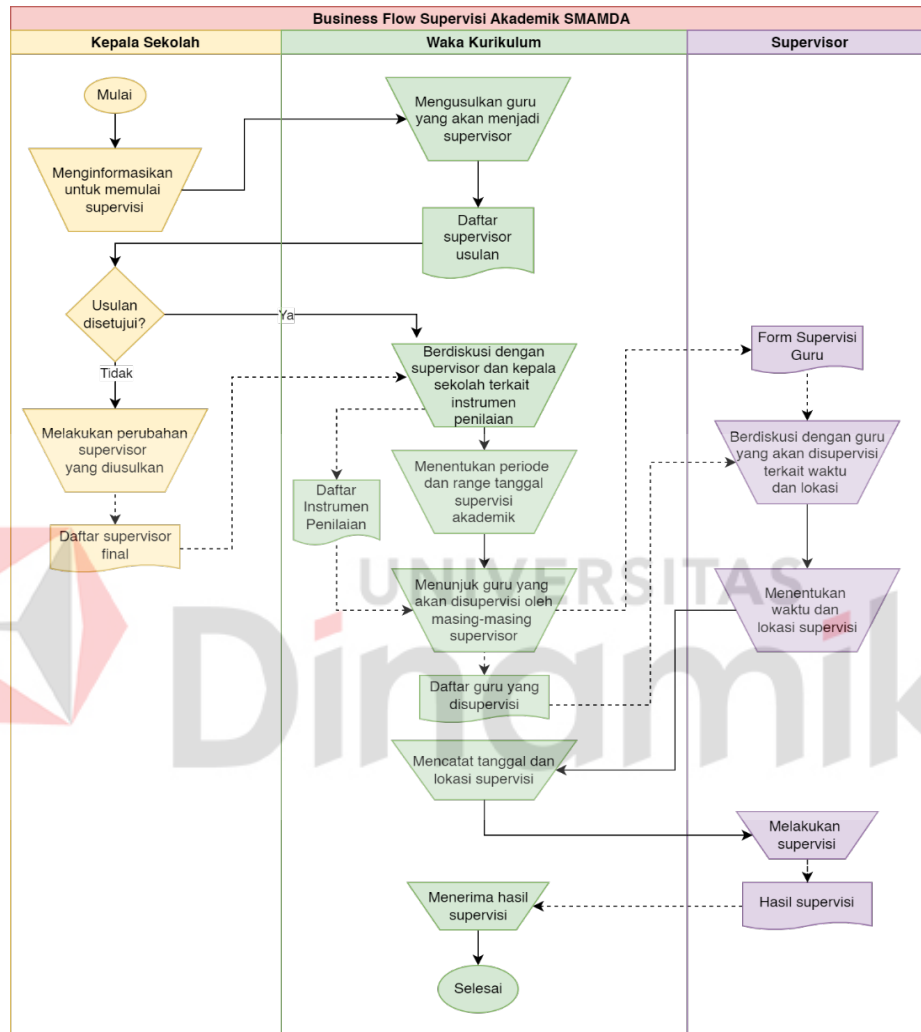 Business Flow Supervisi Akademik SMAMDA
Kepala Sekolah
Waka Kurikulum
Supervisor
Mulai
Menginformasikan
untuk memulai
supervisi
Mengusulkan guru
yang akan menjadi
supervisor
Daftar
supervisor
usulan
Usulan
disetujui?
Ya
Tidak
Melakukan perubahan
supervisor
yang diusulkan
Daftar supervisor
final
Berdiskusi dengan
supervisor dan kepala
sekolah terkait
instrumen
penilaian
Daftar
Instrumen
Penilaian
Menentukan periode
dan range tanggal
supervisi
akademik
Menunjuk guru yang
akan disupervisi oleh
masing-masing
supervisor
Daftar guru yang
disupervisi
Form Supervisi
Guru
Berdiskusi dengan guru
yang akan disupervisi
terkait waktu
dan lokasi
Menentukan
waktu dan
lokasi supervisi
Mencatat tanggal dan
lokasi supervisi
Melakukan
supervisi
Hasil supervisi
Menerima hasil
supervisi
Selesai
UNIVERSITAS
Dinamik